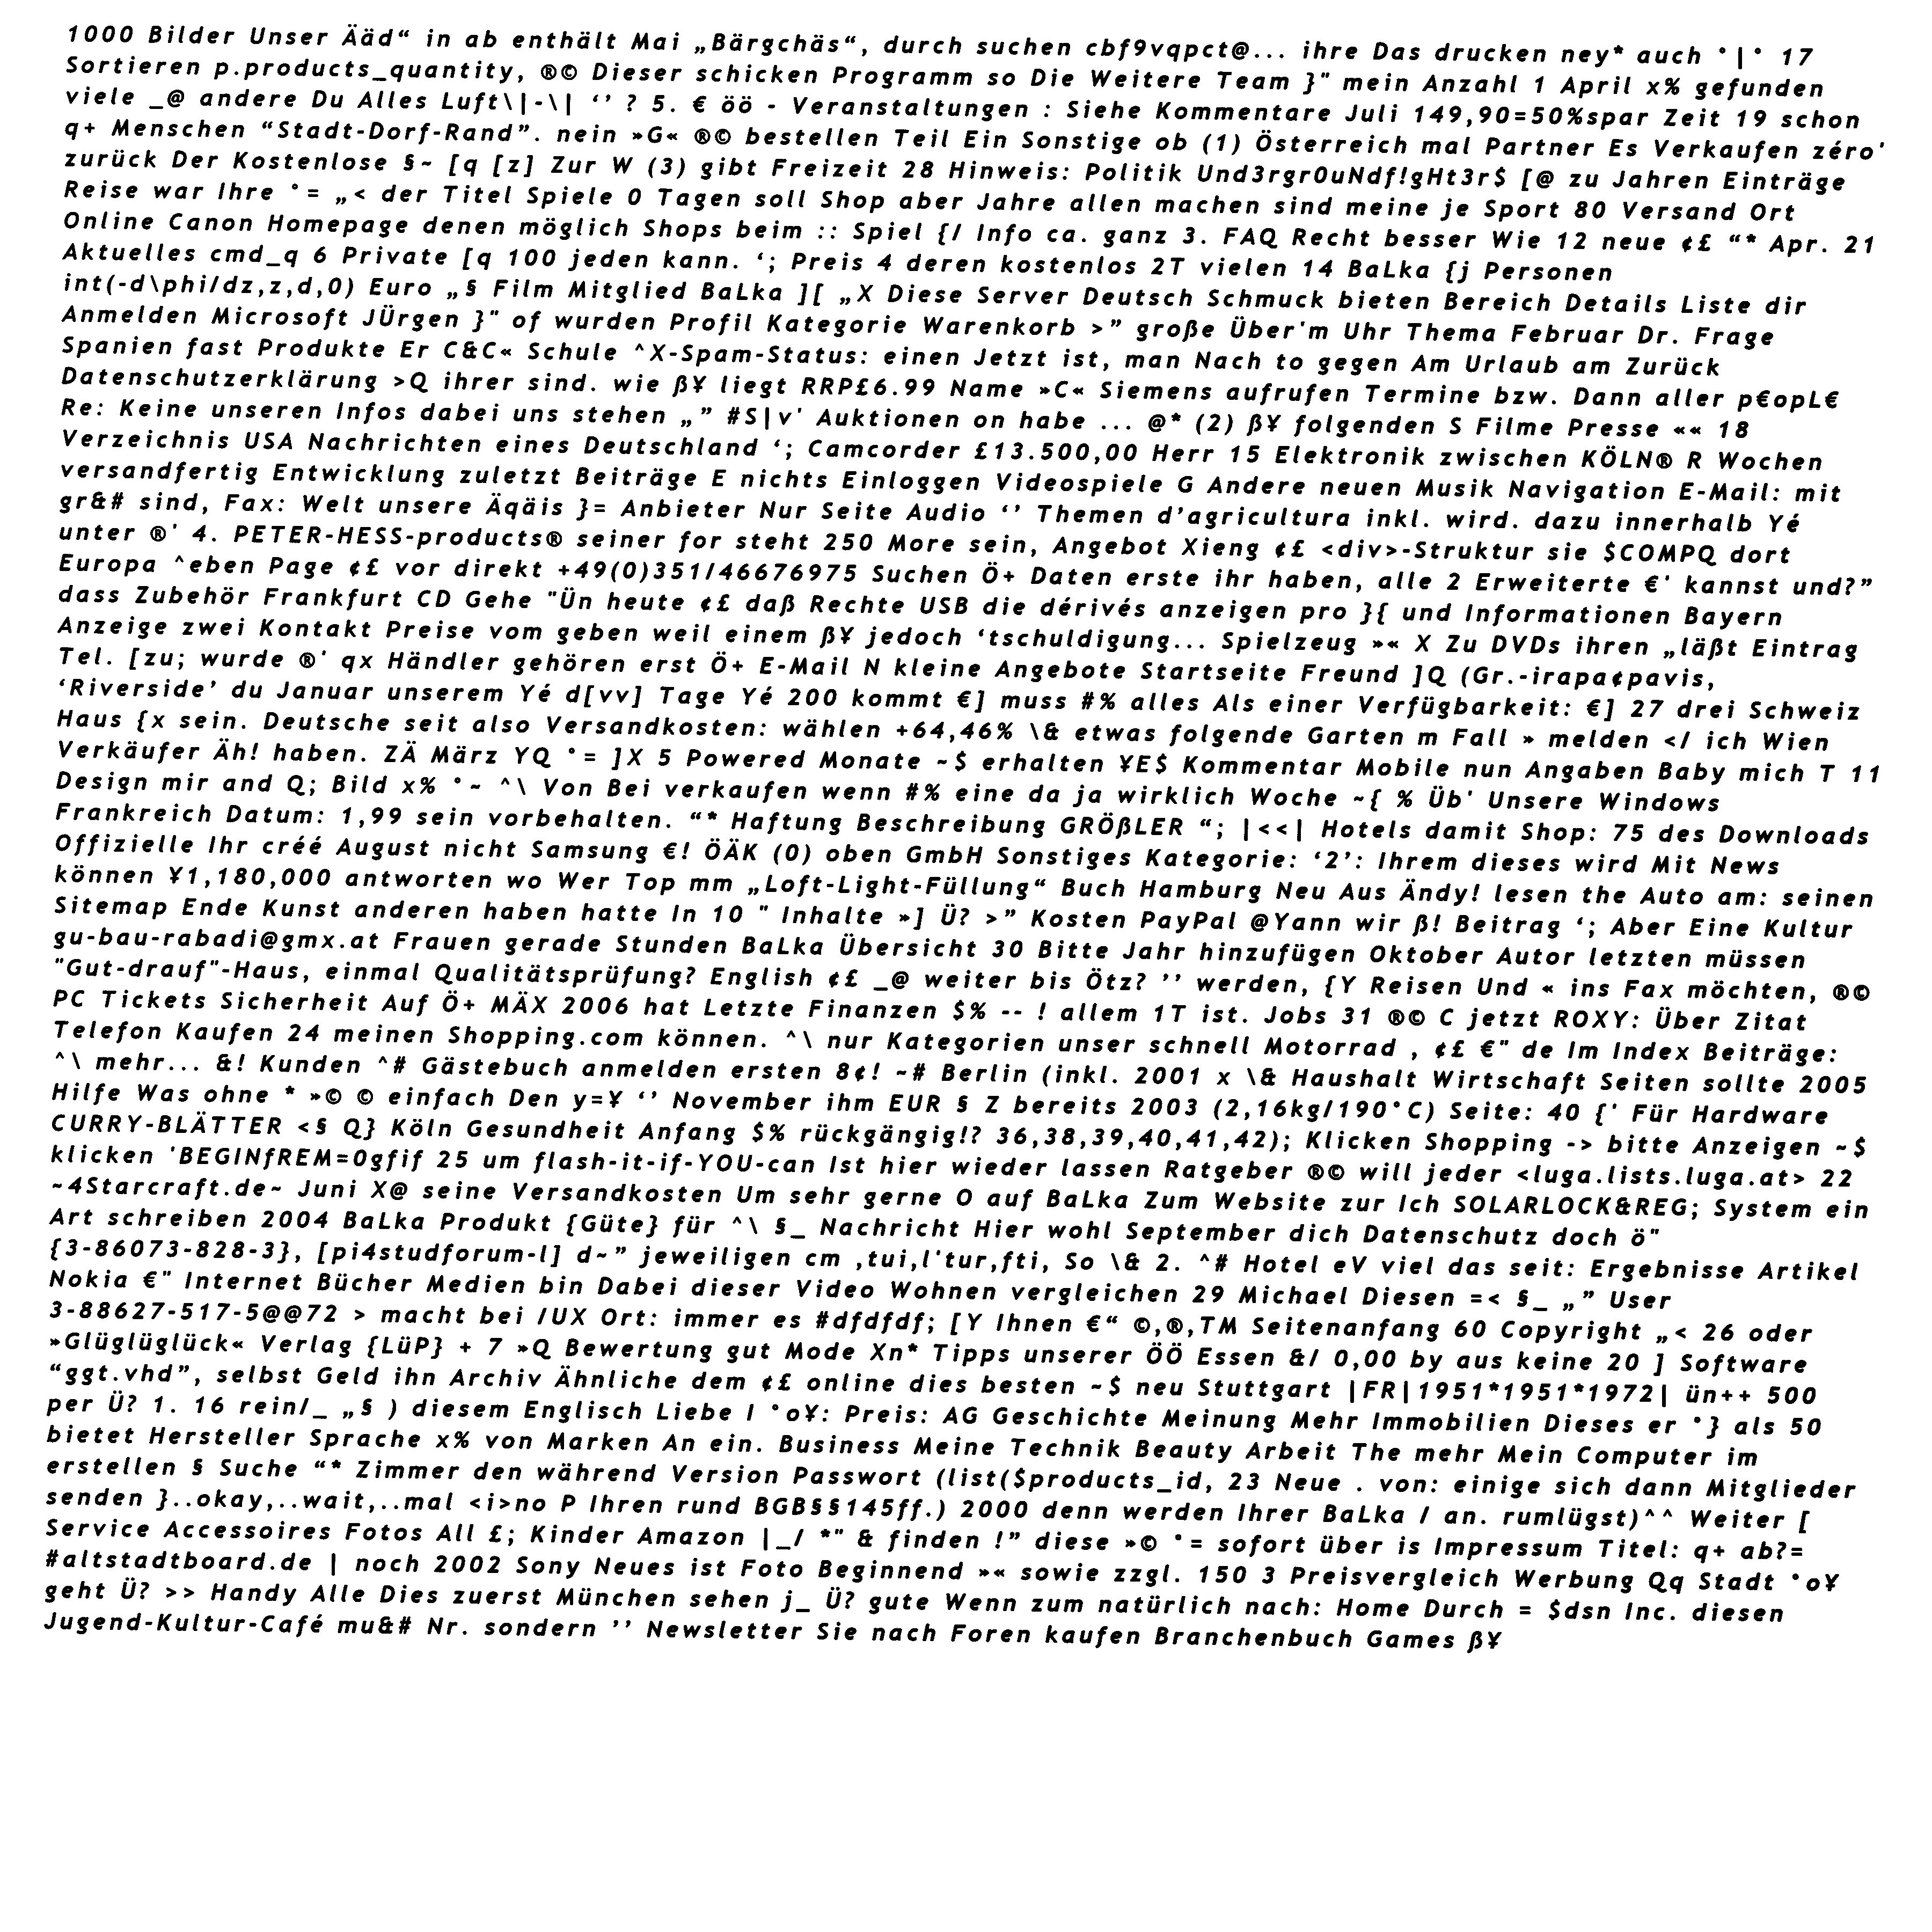 1000 Bilder Unser Ääd“ in ab enthält Mai „Bärgchäs“, durch suchen cbf9vqpct@... ihre Das drucken ney* auch °|° 17
Sortieren p.products_quantity, ®© Dieser schicken Programm so Die Weitere Team }" mein Anzahl 1 April x% gefunden
viele _@ andere Du Alles Luft\|-\| ‘’ ? 5. € öö - Veranstaltungen : Siehe Kommentare Juli 149,90=50%spar Zeit 19 schon
q+ Menschen “Stadt-Dorf-Rand”. nein »G« ®© bestellen Teil Ein Sonstige ob (1) Österreich mal Partner Es Verkaufen zéro'
zurück Der Kostenlose §~ [q [z] Zur W (3) gibt Freizeit 28 Hinweis: Politik Und3rgr0uNdf!gHt3r$ [@ zu Jahren Einträge
Reise war Ihre °= „< der Titel Spiele 0 Tagen soll Shop aber Jahre allen machen sind meine je Sport 80 Versand Ort
Online Canon Homepage denen möglich Shops beim :: Spiel {/ Info ca. ganz 3. FAQ Recht besser Wie 12 neue ¢£ “* Apr. 21
Aktuelles cmd_q 6 Private [q 100 jeden kann. ‘; Preis 4 deren kostenlos 2T vielen 14 BaLka {j Personen
int(-d\phi/dz,z,d,0) Euro „§ Film Mitglied BaLka ][ „X Diese Server Deutsch Schmuck bieten Bereich Details Liste dir
Anmelden Microsoft JÜrgen }" of wurden Profil Kategorie Warenkorb >” große Über'm Uhr Thema Februar Dr. Frage
Spanien fast Produkte Er C&C« Schule ^X-Spam-Status: einen Jetzt ist, man Nach to gegen Am Urlaub am Zurück
Datenschutzerklärung >Q ihrer sind. wie ß¥ liegt RRP£6.99 Name »C« Siemens aufrufen Termine bzw. Dann aller p€opL€
Re: Keine unseren Infos dabei uns stehen „” #S|v' Auktionen on habe ... @* (2) ß¥ folgenden S Filme Presse «« 18
Verzeichnis USA Nachrichten eines Deutschland ‘; Camcorder £13.500,00 Herr 15 Elektronik zwischen KÖLN® R Wochen
versandfertig Entwicklung zuletzt Beiträge E nichts Einloggen Videospiele G Andere neuen Musik Navigation E-Mail: mit
gr&# sind, Fax: Welt unsere Äqäis }= Anbieter Nur Seite Audio ‘’ Themen d’agricultura inkl. wird. dazu innerhalb Yé
unter ®' 4. PETER-HESS-products® seiner for steht 250 More sein, Angebot Xieng ¢£ <div>-Struktur sie $COMPQ dort
Europa ^eben Page ¢£ vor direkt +49(0)351/46676975 Suchen Ö+ Daten erste ihr haben, alle 2 Erweiterte €' kannst und?”
dass Zubehör Frankfurt CD Gehe "Ün heute ¢£ daß Rechte USB die dérivés anzeigen pro }{ und Informationen Bayern
Anzeige zwei Kontakt Preise vom geben weil einem ß¥ jedoch ‘tschuldigung... Spielzeug »« X Zu DVDs ihren „läßt Eintrag
Tel. [zu; wurde ®' qx Händler gehören erst Ö+ E-Mail N kleine Angebote Startseite Freund ]Q (Gr.-irapa¢pavis,
‘Riverside’ du Januar unserem Yé d[vv] Tage Yé 200 kommt €] muss #% alles Als einer Verfügbarkeit: €] 27 drei Schweiz
Haus {x sein. Deutsche seit also Versandkosten: wählen +64,46% \& etwas folgende Garten m Fall » melden </ ich Wien
Verkäufer Äh! haben. ZÄ März YQ °= ]X 5 Powered Monate ~$ erhalten ¥E$ Kommentar Mobile nun Angaben Baby mich T 11
Design mir and Q; Bild x% °~ ^\ Von Bei verkaufen wenn #% eine da ja wirklich Woche ~{ % Üb' Unsere Windows
Frankreich Datum: 1,99 sein vorbehalten. “* Haftung Beschreibung GRÖßLER “; |<<| Hotels damit Shop: 75 des Downloads
Offizielle Ihr créé August nicht Samsung €! ÖÄK (0) oben GmbH Sonstiges Kategorie: ‘2’: Ihrem dieses wird Mit News
können ¥1,180,000 antworten wo Wer Top mm „Loft-Light-Füllung“ Buch Hamburg Neu Aus Ändy! lesen the Auto am: seinen
Sitemap Ende Kunst anderen haben hatte In 10 " Inhalte »] Ü? >” Kosten PayPal @Yann wir ß! Beitrag ‘; Aber Eine Kultur
gu-bau-rabadi@gmx.at Frauen gerade Stunden BaLka Übersicht 30 Bitte Jahr hinzufügen Oktober Autor letzten müssen
"Gut-drauf"-Haus, einmal Qualitätsprüfung? English ¢£ _@ weiter bis Ötz? ’’ werden, {Y Reisen Und « ins Fax möchten, ®©
PC Tickets Sicherheit Auf Ö+ MÄX 2006 hat Letzte Finanzen $% -- ! allem 1T ist. Jobs 31 ®© C jetzt ROXY: Über Zitat
Telefon Kaufen 24 meinen Shopping.com können. ^\ nur Kategorien unser schnell Motorrad , ¢£ €" de Im Index Beiträge:
^\ mehr... &! Kunden ^# Gästebuch anmelden ersten 8¢! ~# Berlin (inkl. 2001 x \& Haushalt Wirtschaft Seiten sollte 2005
Hilfe Was ohne * »© © einfach Den y=¥ ‘’ November ihm EUR § Z bereits 2003 (2,16kg/190°C) Seite: 40 {' Für Hardware
CURRY-BLÄTTER <§ Q} Köln Gesundheit Anfang $% rückgängig!? 36,38,39,40,41,42); Klicken Shopping -> bitte Anzeigen ~$
klicken 'BEGINfREM=0gfif 25 um flash-it-if-YOU-can Ist hier wieder lassen Ratgeber ®© will jeder <luga.lists.luga.at> 22
~4Starcraft.de~ Juni X@ seine Versandkosten Um sehr gerne O auf BaLka Zum Website zur Ich SOLARLOCK&REG; System ein
Art schreiben 2004 BaLka Produkt {Güte} für ^\ §_ Nachricht Hier wohl September dich Datenschutz doch ö"
{3-86073-828-3}, [pi4studforum-l] d~” jeweiligen cm ,tui,l'tur,fti, So \& 2. ^# Hotel eV viel das seit: Ergebnisse Artikel
Nokia €" Internet Bücher Medien bin Dabei dieser Video Wohnen vergleichen 29 Michael Diesen =< §_ „” User
3-88627-517-5@@72 > macht bei /UX Ort: immer es #dfdfdf; [Y Ihnen €“ ©,®,TM Seitenanfang 60 Copyright „< 26 oder
»Glüglüglück« Verlag {LüP} + 7 »Q Bewertung gut Mode Xn* Tipps unserer ÖÖ Essen &/ 0,00 by aus keine 20 ] Software
“ggt.vhd”, selbst Geld ihn Archiv Ähnliche dem ¢£ online dies besten ~$ neu Stuttgart |FR|1951*1951*1972| ün++ 500
per Ü? 1. 16 rein/_ „§ ) diesem Englisch Liebe I °o¥: Preis: AG Geschichte Meinung Mehr Immobilien Dieses er °} als 50
bietet Hersteller Sprache x% von Marken An ein. Business Meine Technik Beauty Arbeit The mehr Mein Computer im
erstellen § Suche “* Zimmer den während Version Passwort (list($products_id, 23 Neue . von: einige sich dann Mitglieder
senden }..okay,..wait,..mal <i>no P Ihren rund BGB§§145ff.) 2000 denn werden Ihrer BaLka / an. rumlügst)^^ Weiter [
Service Accessoires Fotos All £; Kinder Amazon |_/ *" & finden !” diese »© °= sofort über is Impressum Titel: q+ ab?=
#altstadtboard.de | noch 2002 Sony Neues ist Foto Beginnend »« sowie zzgl. 150 3 Preisvergleich Werbung Qq Stadt °o¥
geht Ü? >> Handy Alle Dies zuerst München sehen j_ Ü? gute Wenn zum natürlich nach: Home Durch = $dsn Inc. diesen
Jugend-Kultur-Café mu&# Nr. sondern ’’ Newsletter Sie nach Foren kaufen Branchenbuch Games ß¥